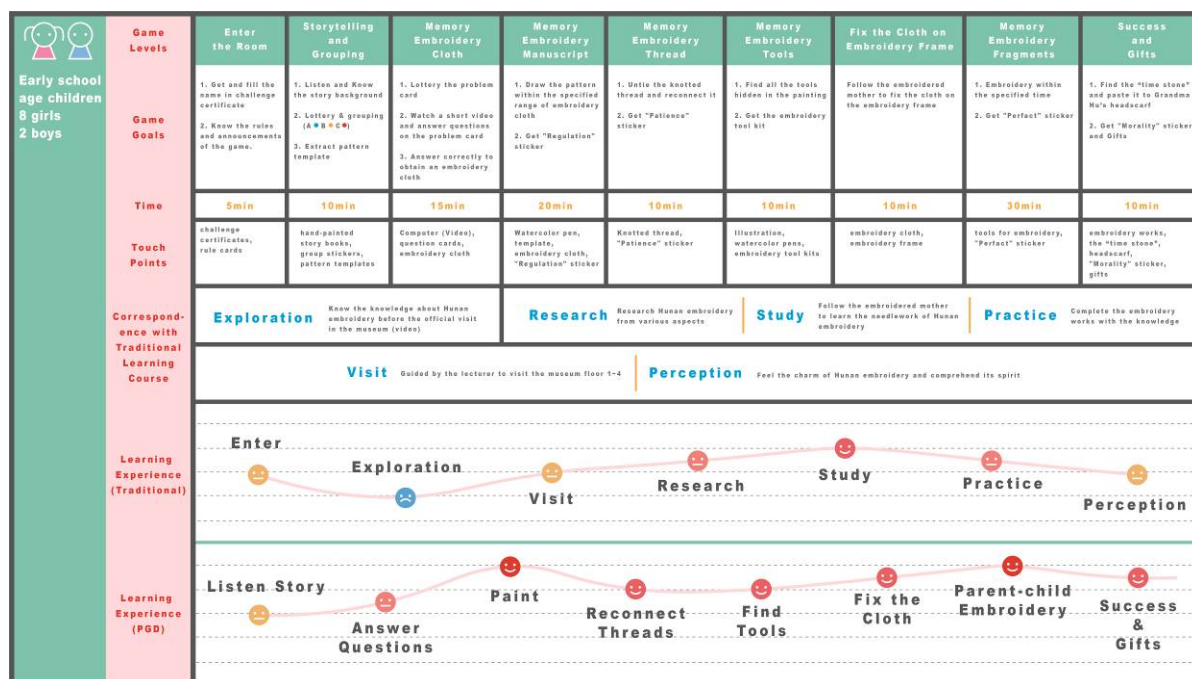 Early school
age children
8 girls
2 boys
Game
Levels
Enter
the Room
Storytelling
and
Grouping
Memory
Embroidery
Cloth
Memory
Embroidery
Manuscript
Memory
Embroidery
Thread
Memory
Embroidery
Tools
Fix the Cloth on
Embroidery Frame
Memory
Embroidery
Fragments
Success
and
Gifts
Game
Goals
1. Get and fill the
name in challenge
certificate
2. Know the rules
and announcements
of the game.
1. Listen and Know
the story background
2. Lottery & grouping
(A B C)
3. Extract pattern
template
1. Lottery the problem
card
2. Watch a short video
and answer questions
on the problem card
3. Answer correctly to
obtain an embroidery
cloth
1. Draw the pattern
within the specified
range of embroidery
cloth
2. Get "Regulation"
sticker
1. Untie the knotted
thread and reconnect it
2. Get "Patience"
sticker
1. Find all the tools
hidden in the painting
2. Get the embroidery
tool kit
Follow the embroidered
mother to fix the cloth on
the embroidery frame
1. Embroidery within
the specified time
2. Get "Perfact" sticker
1. Find the "time stone"
and paste it to Grandma
Hu's headscarf
2. Get "Morality" sticker
and Gifts
Time
5min
10min
15min
20min
10min
10min
10min
30min
10min
Touch
Points
challenge
certificates,
rule cards
hand-painted
story books,
group stickers,
pattern templates
Computer (Video),
question cards,
embroidery cloth
Watercolor pen,
template,
embroidery cloth,
"Regulation" sticker
Knotted thread,
"Patience" sticker
Illustration,
watercolor pens,
embroidery tool kits
embroidery cloth,
embroidery frame
tools for embroidery,
"Perfact" sticker
embroidery works,
the "time stone",
headscarf,
"Morality" sticker,
gifts
Correspond-
ence with
Traditional
Learning
Course
Exploration
Know the knowledge about Hunan
embroidery before the official visit
in the museum (video)
Research
Research Hunan embroidery
from various aspects
Study
Follow the embroidered mother
to learn the needlework of Hunan
embroidery
Practice
Complete the embroidery
works with the knowledge
Visit
Guided by the lecturer to visit the museum floor 1-4
Perception
Feel the charm of Hunan embroidery and comprehend its spirit
Learning
Experience
(Traditional)
Enter
Exploration
Visit
Research
Study
Practice
Perception
Learning
Experience
(PGD)
Listen Story
Answer
Questions
Paint
Reconnect
Threads
Find
Tools
Fix the
Cloth
Parent-child
Embroidery
Success
&
Gifts